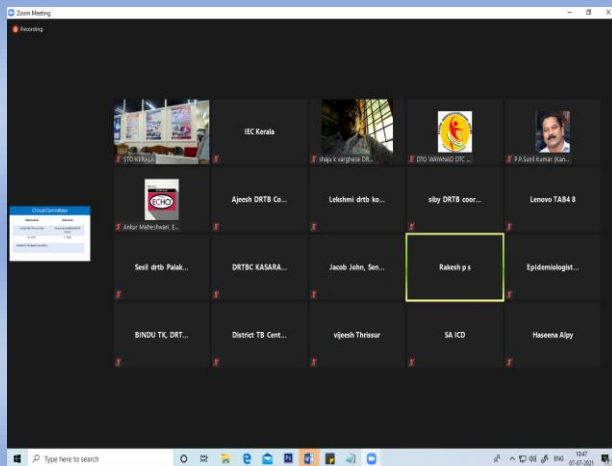 Zoom Meeting
Recording
STO KERALA
IEC Kerala
shaju k varghese DR...
DTO WAYANAD DTC ...
P.P.Sunil Kumar (Kan...
ECHO
Ankur Maheshwari, E...
Ajeesh DRTB Co...
Lekshmi drtb ko...
siby DRTB coor...
Lenovo TAB4 8
Clinical Committees
Sesil drtb Palak...
DRTBC KASARA...
Jacob John, Sen...
Rakesh p s
Epidemiologist...
BINDU TK, DRT...
District TB Cent...
vijeesh Thrissur
SA ICD
Haseena Alpy
Type here to search
ENG
10:47
07-07-2021